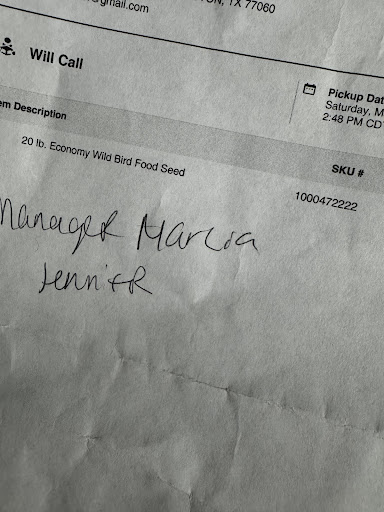 @gmail.com
TON, TX 77060
Will Call
Pickup Dat
Saturday, M
2:48 PM CD
em Description
SKU #
20 lb. Economy Wild Bird Food Seed
1000472222
Manager Marcia
Jennifer